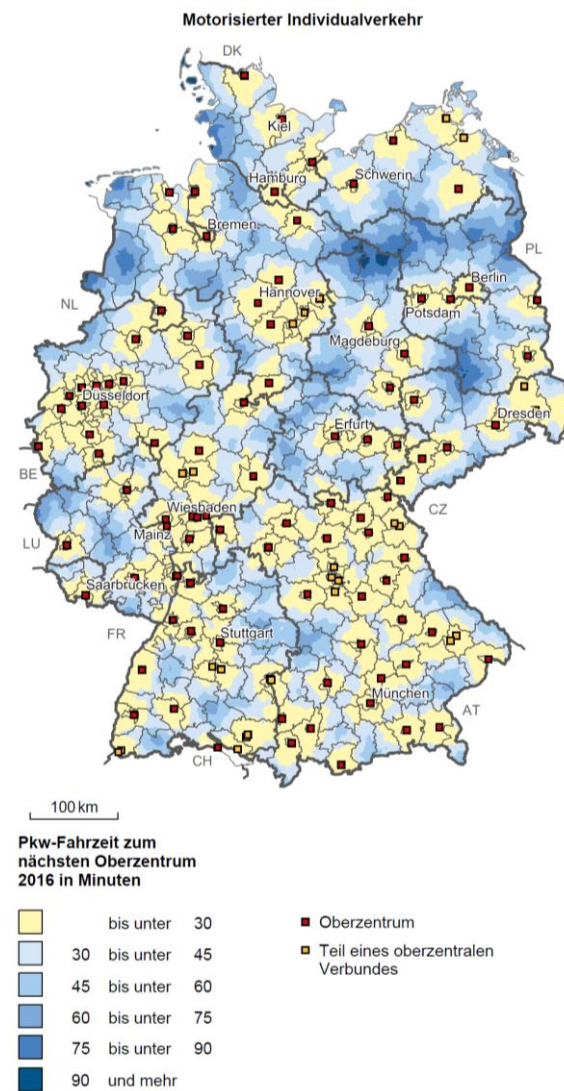 Motorisierter Individualverkehr
DK
Kiel
Hamburg
Schwerin
Bremen
PL
Berlin
Hannover
Potsdam
NL
Magdeburg
Düsseldorf
Dresden
Erfurt
BE
CZ
Wiesbaden
LU
Mainz
Saarbrücken
FR
Stuttgart
München
AT
CH
100 km
Pkw-Fahrzeit zum
nächsten Oberzentrum
2016 in Minuten
bis unter 30
30 bis unter 45
45 bis unter 60
60 bis unter 75
75 bis unter 90
90 und mehr
Oberzentrum
Teil eines oberzentralen
Verbundes